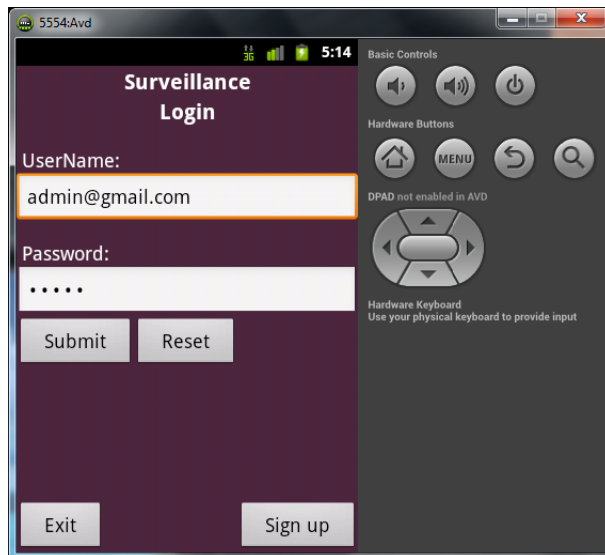 5554:Avd
3G 5:14
Surveillance
Login
UserName:
admin@gmail.com
Password:
•••••
Submit Reset
Exit Sign up
Basic Controls
Hardware Buttons
MENU
DPAD not enabled in AVD
Hardware Keyboard
Use your physical keyboard to provide input